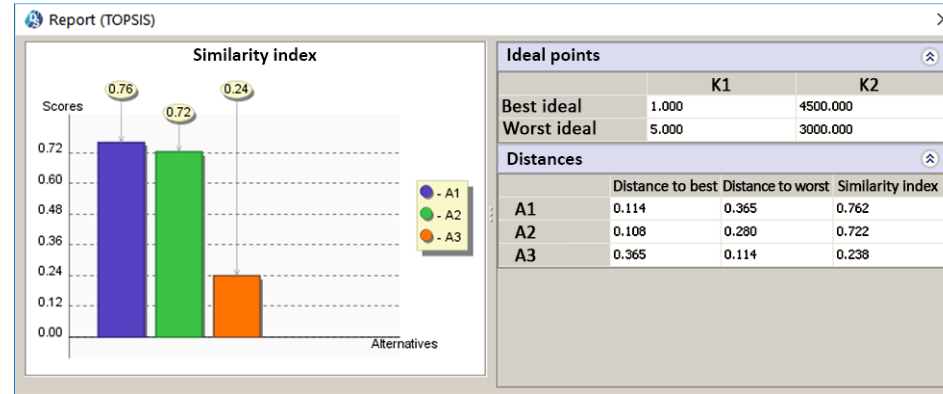 Report (TOPSIS)
Similarity index
0.76
0.72
0.24
Scores
0.72
0.60
0.48
0.36
0.24
0.12
0.00
Alternatives
- A1
- A2
- A3
Ideal points
K1 K2
Best ideal 1.000 4500.000
Worst ideal 5.000 3000.000
Distances
Distance to best Distance to worst Similarity index
A1 0.114 0.365 0.762
A2 0.108 0.280 0.722
A3 0.365 0.114 0.238